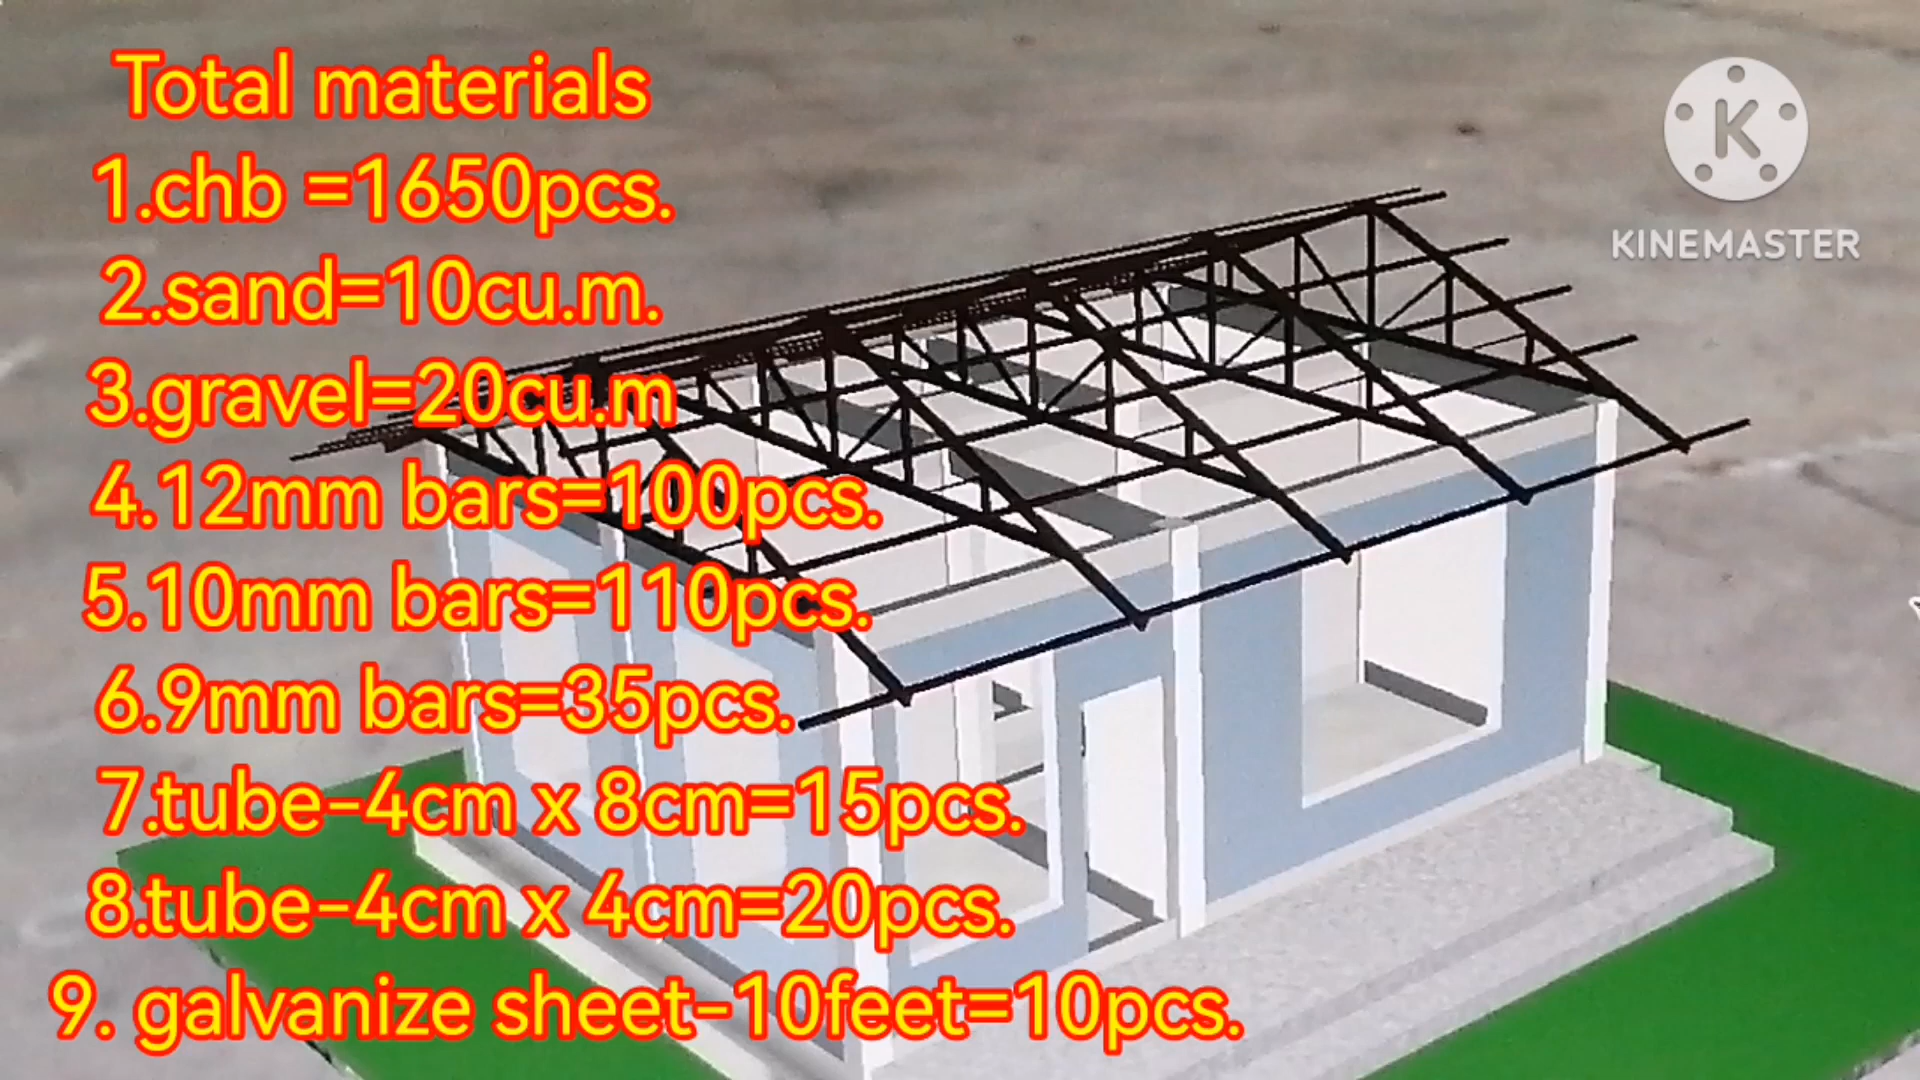 Total materials
1.chb =1650pcs.
2.sand=10cu.m.
3.gravel=20cu.m
4.12mm bars=100pcs.
5.10mm bars=110pcs.
6.9mm bars=35pcs.
7.tube-4cm x 8cm=15pcs.
8.tube-4cm x 4cm=20pcs.
9. galvanize sheet-10feet=10pcs.
K
KINEMASTER